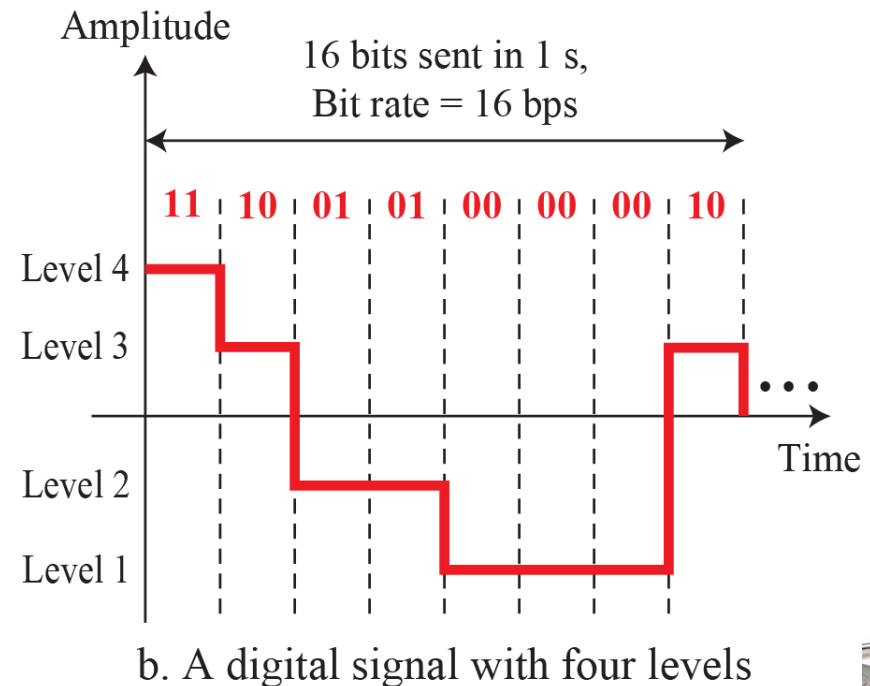 Amplitude
16 bits sent in 1 s,
Bit rate = 16 bps
11 10 01 01 00 00 00 10
Level 4
Level 3
...
Time
Level 2
Level 1
b. A digital signal with four levels